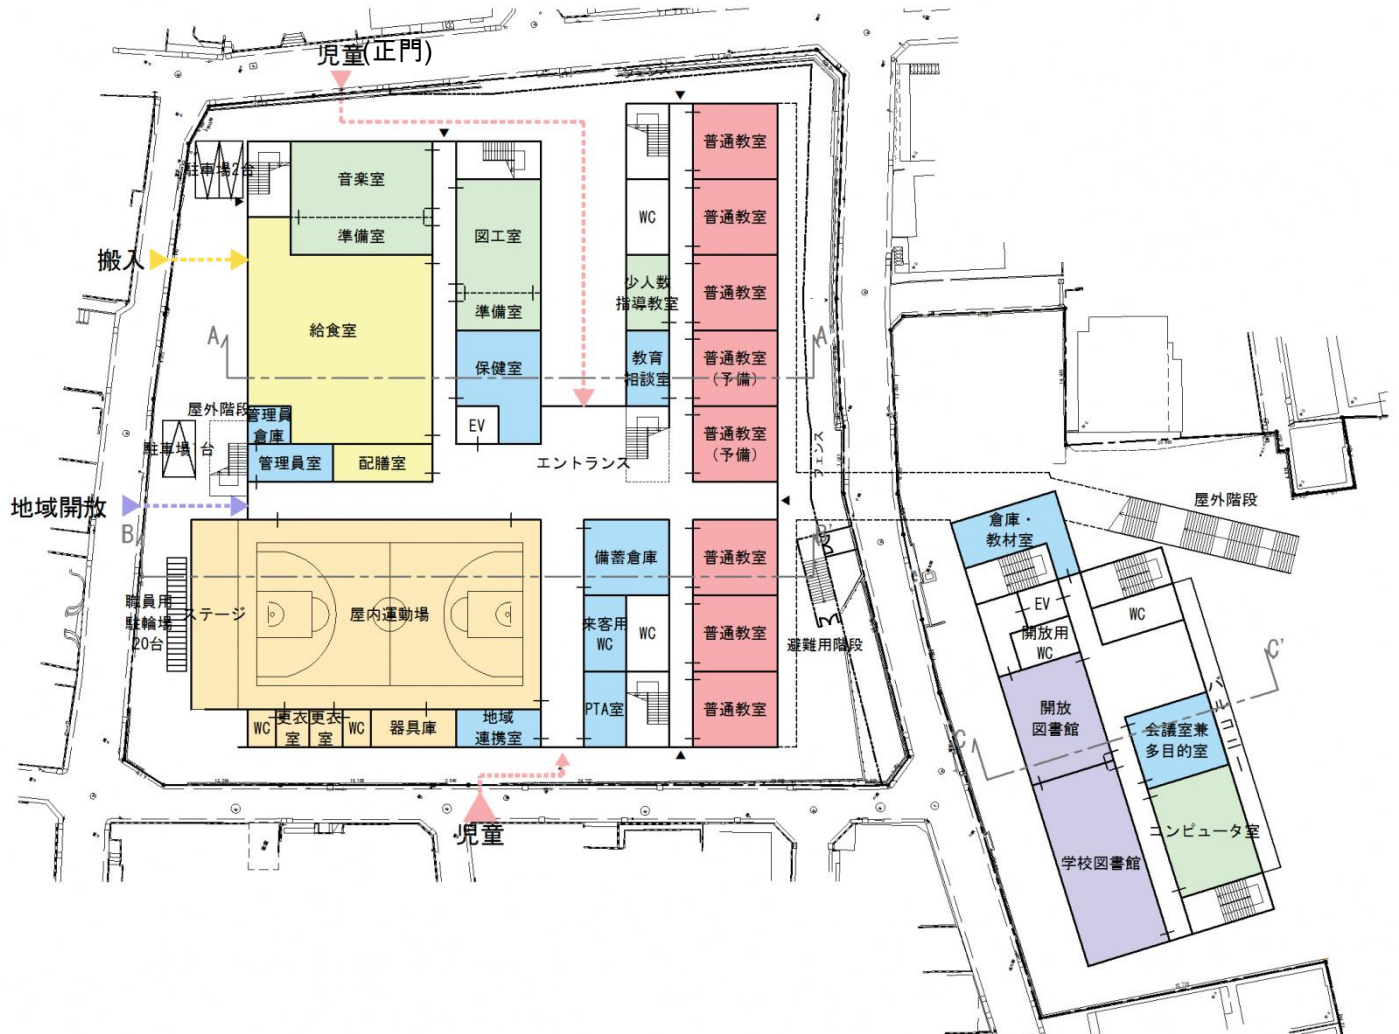 児童(正門)
駐車場2台
音楽室
準備室
図工室
準備室
WC
普通教室
普通教室
少人数
指導教室
普通教室
搬入
給食室
A
A'
保健室
教育
相談室
普通教室
(予備)
屋外階段
管理員
倉庫
EV
普通教室
(予備)
駐車場1台
管理員室
配膳室
エントランス
フェンス
地域開放
B
B'
職員用
駐輪場
20台
ステージ
屋内運動場
備蓄倉庫
普通教室
来客用
WC
WC
普通教室
避難用階段
WC
更衣
室
更衣
室
WC
器具庫
地域
連携室
PTA室
普通教室
児童
屋外階段
倉庫・
教材室
EV
WC
開放用
WC
開放
図書館
会議室兼
多目的室
バルコニー
C
C'
コンピュータ室
学校図書館